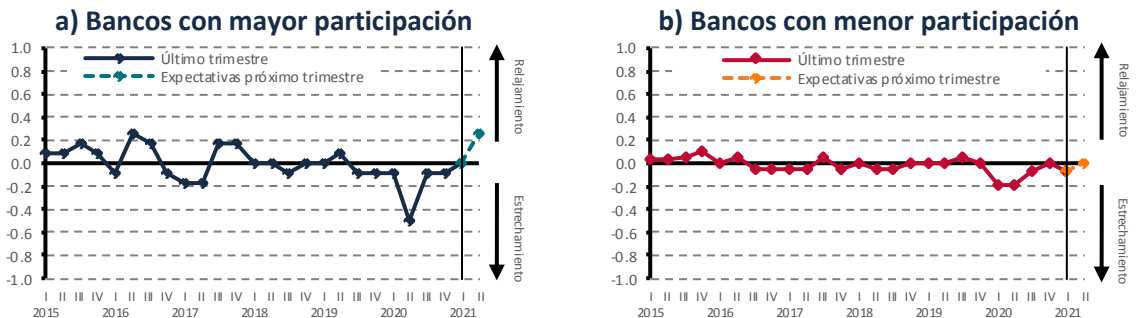 a) Bancos con mayor participación
1.0
0.8
0.6
0.4
0.2
0.0
-0.2
-0.4
-0.6
-0.8
-1.0
Último trimestre
Expectativas próximo trimestre
Relajamiento
Estrechamiento
I II III IV I II III IV I II III IV I II III IV I II III IV I II III IV I II
2015 2016 2017 2018 2019 2020 2021
b) Bancos con menor participación
1.0
0.8
0.6
0.4
0.2
0.0
-0.2
-0.4
-0.6
-0.8
-1.0
Último trimestre
Expectativas próximo trimestre
Relajamiento
Estrechamiento
I II III IV I II III IV I II III IV I II III IV I II III IV I II III IV I II
2015 2016 2017 2018 2019 2020 2021